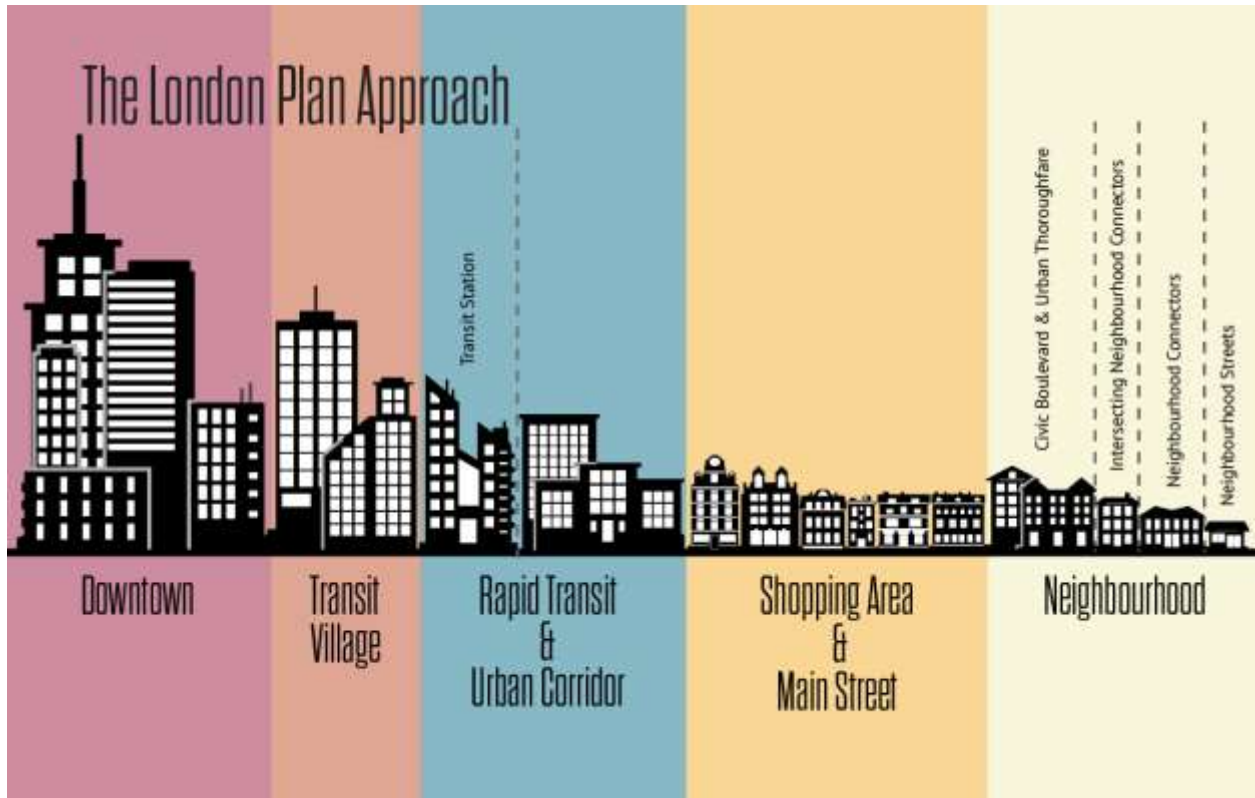 The London Plan Approach
Transit Station
Civic Boulevard & Urban Thoroughfare
Intersecting Neighbourhood Connectors
Neighbourhood Connectors
Neighbourhood Streets
Downtown
Transit
Village
Rapid Transit
&
Urban Corridor
Shopping Area
&
Main Street
Neighbourhood